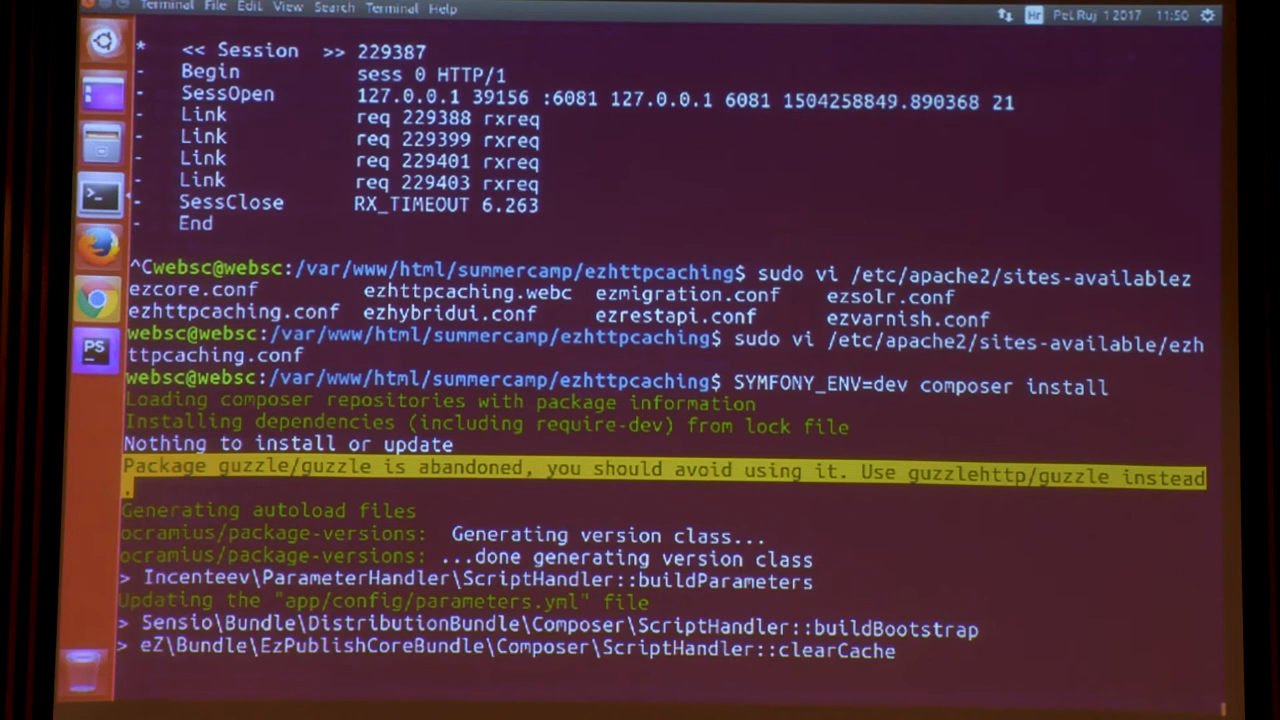 Terminal File Edit View Search Terminal Help
Hr Pet Ruj 1 2017 11:50
* << Session >> 229387
- Begin sess 0 HTTP/1
- SessOpen 127.0.0.1 39156 :6081 127.0.0.1 6081 1504258849.890368 21
- Link req 229388 rxreq
- Link req 229399 rxreq
- Link req 229401 rxreq
- Link req 229403 rxreq
- SessClose RX_TIMEOUT 6.263
- End
^Cwebsc@websc:/var/www/html/summercamp/ezhttpcaching$ sudo vi /etc/apache2/sites-availablez
ezcore.conf ezhttpcaching.webc ezmigration.conf ezsolr.conf
ezhttpcaching.conf ezhybridui.conf ezrestapi.conf ezvarnish.conf
websc@websc:/var/www/html/summercamp/ezhttpcaching$ sudo vi /etc/apache2/sites-available/ezh
ttpcaching.conf
websc@websc:/var/www/html/summercamp/ezhttpcaching$ SYMFONY_ENV=dev composer install
Loading composer repositories with package information
Installing dependencies (including require-dev) from lock file
Nothing to install or update
Package guzzle/guzzle is abandoned, you should avoid using it. Use guzzlehttp/guzzle instead
.
Generating autoload files
ocramius/package-versions: Generating version class...
ocramius/package-versions: ...done generating version class
> Incenteev\ParameterHandler\ScriptHandler::buildParameters
Updating the "app/config/parameters.yml" file
> Sensio\Bundle\DistributionBundle\Composer\ScriptHandler::buildBootstrap
> eZ\Bundle\EzPublishCoreBundle\Composer\ScriptHandler::clearCache
PS